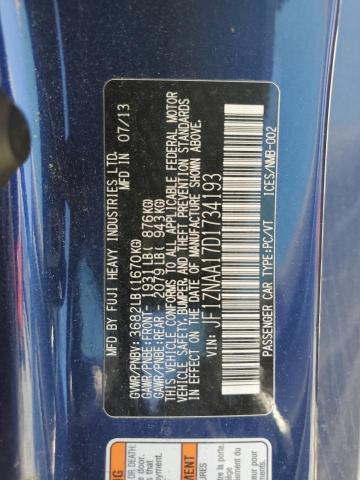 MFD BY FUJI HEAVY INDUSTRIES LTD.
MFD IN 07/13
GVWR/PNBV: 3682LB(1670KG)
GAWR/PNBE:FRONT- 1931LB( 876KG)
GAWR/PNBE:REAR - 2079LB( 943KG)
THIS VEHICLE CONFORMS TO ALL APPLICABLE FEDERAL MOTOR
VEHICLE SAFETY,BUMPER,AND THEFT PREVENTION STANDARDS
IN EFFECT ON THE DATE OF MANUFACTURE SHOWN ABOVE.
VIN: JF1ZNAA17D1734193
PASSENGER CAR TYPE:PC/VT ICES/NMB-002